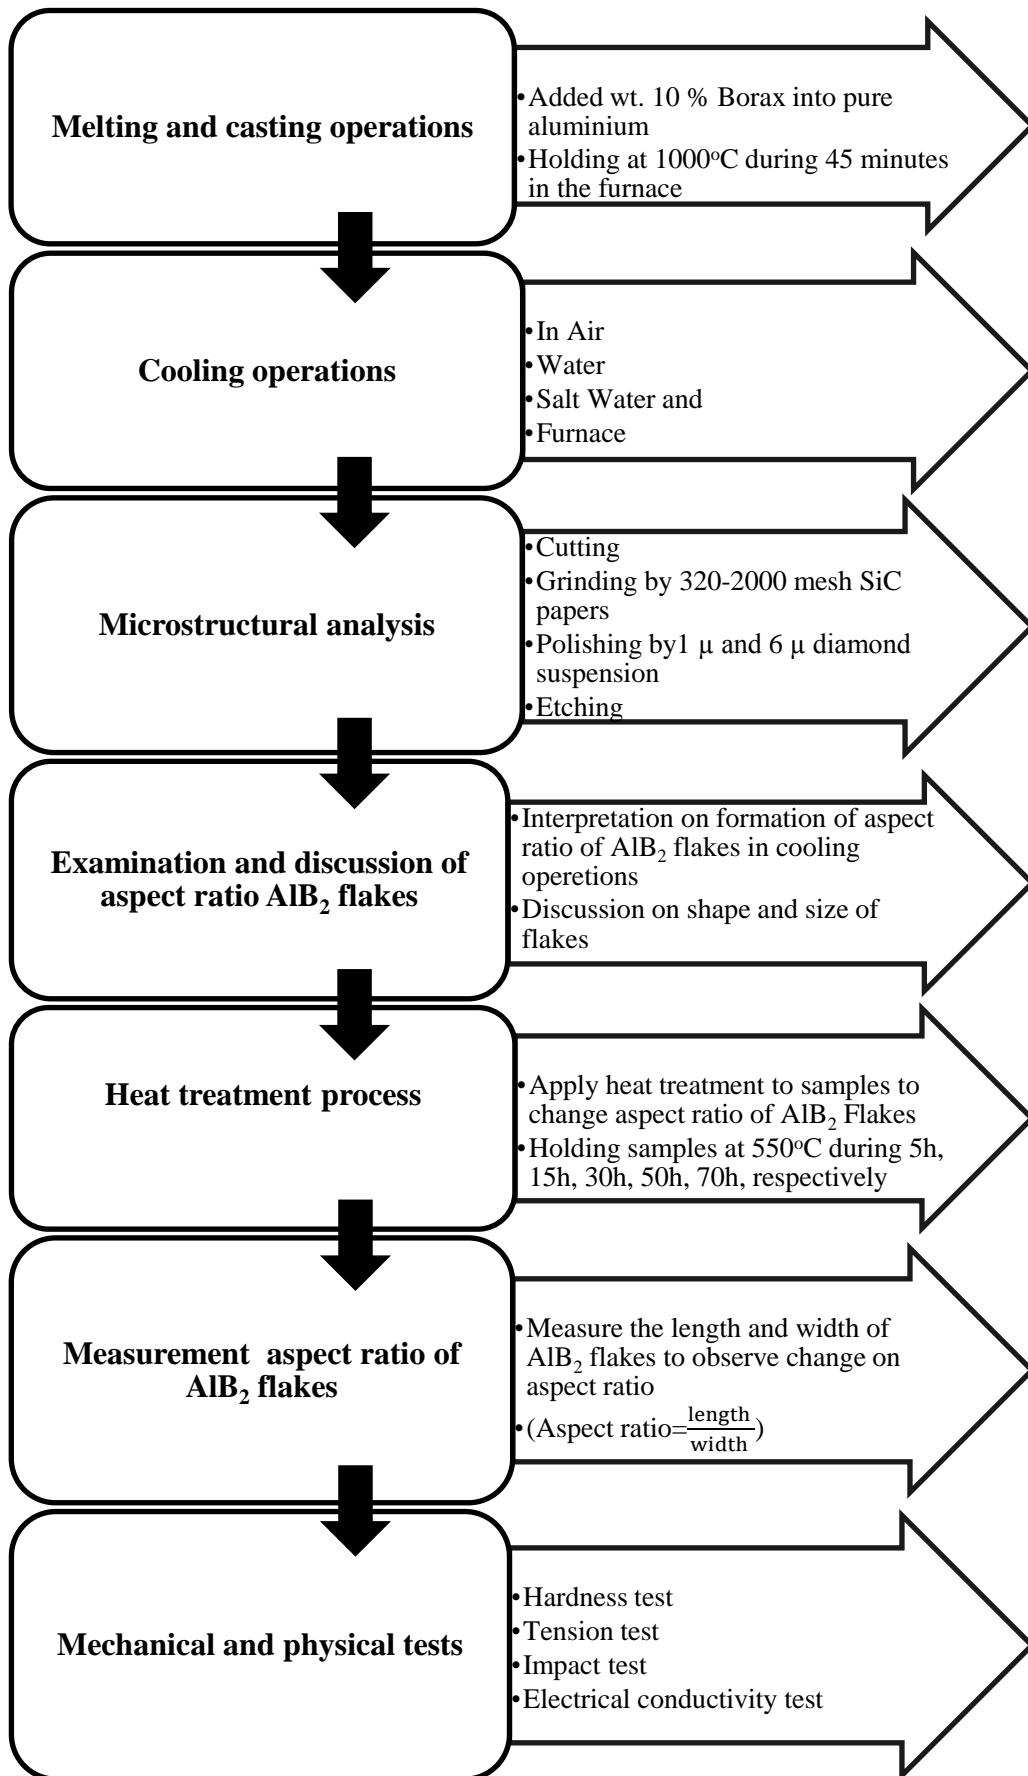 Melting and casting operations
•Added wt. 10 % Borax into pure
aluminium
•Holding at 1000°C during 45 minutes
in the furnace
Cooling operations
•In Air
•Water
•Salt Water and
•Furnace
Microstructural analysis
•Cutting
•Grinding by 320-2000 mesh SiC
papers
•Polishing by1 µ and 6 µ diamond
suspension
•Etching
Examination and discussion of
aspect ratio AlB₂ flakes
•Interpretation on formation of aspect
ratio of AlB₂ flakes in cooling
operetions
•Discussion on shape and size of
flakes
Heat treatment process
•Apply heat treatment to samples to
change aspect ratio of AlB₂ Flakes
•Holding samples at 550°C during 5h,
15h, 30h, 50h, 70h, respectively
Measurement aspect ratio of
AlB₂ flakes
•Measure the length and width of
AlB₂ flakes to observe change on
aspect ratio
•(Aspect ratio=length/width)
Mechanical and physical tests
•Hardness test
•Tension test
•Impact test
•Electrical conductivity test